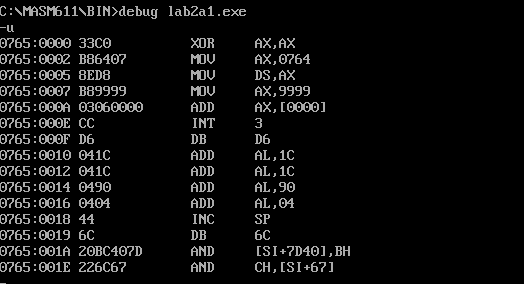 C:\MASM611\BIN>debug lab2a1.exe
-u
0765:0000 33C0 XOR AX,AX
0765:0002 B86407 MOV AX,0764
0765:0005 8ED8 MOV DS,AX
0765:0007 B89999 MOV AX,9999
0765:000A 03060000 ADD AX,[0000]
0765:000E CC INT 3
0765:000F D6 DB D6
0765:0010 041C ADD AL,1C
0765:0012 041C ADD AL,1C
0765:0014 0490 ADD AL,90
0765:0016 0404 ADD AL,04
0765:0018 44 INC SP
0765:0019 6C DB 6C
0765:001A 20BC407D AND [SI+7D40],BH
0765:001E 226C67 AND CH,[SI+67]